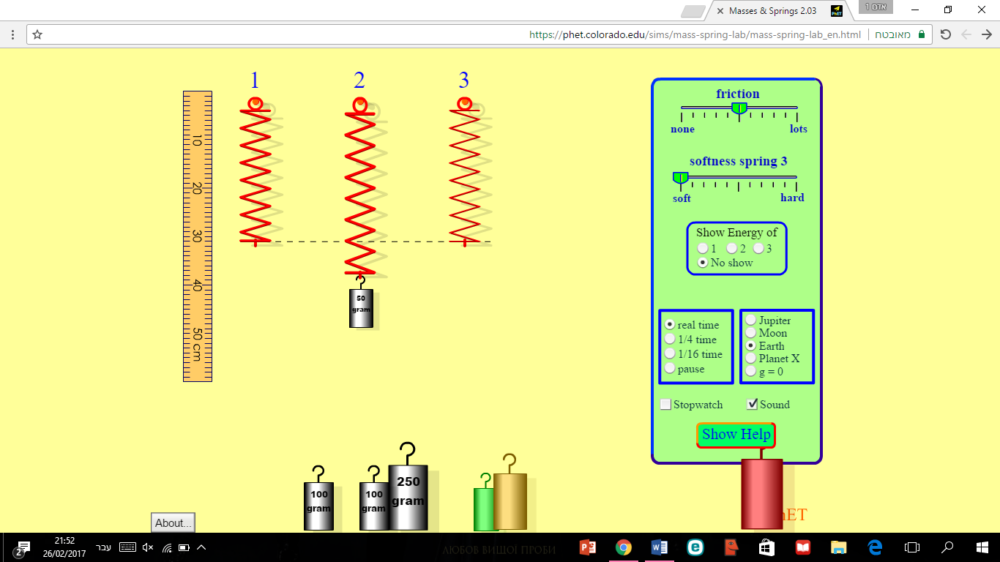 Masses & Springs 2.03
PhET
אדם 1
https://phet.colorado.edu/sims/mass-spring-lab/mass-spring-lab_en.html
מאובטח
1 2 3
10
20
30
40
50 cm
50
gram
friction
none lots
softness spring 3
soft hard
Show Energy of
1 2 3
No show
real time
1/4 time
1/16 time
pause
Jupiter
Moon
Earth
Planet X
g = 0
Stopwatch Sound
Show Help
100
gram
100
gram
250
gram
About...
21:52
26/02/2017
עבר
2
ЛЮБОВ ВИЩОЇ ПРОБИ